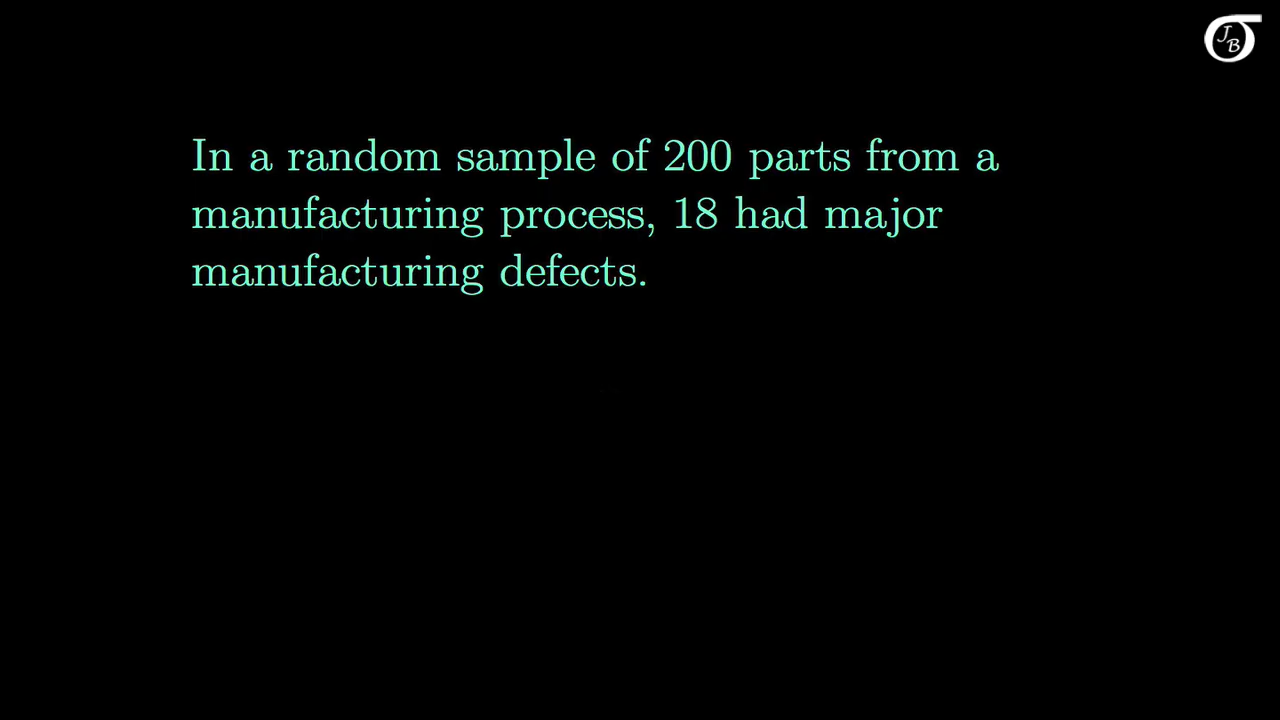 J
B
In a random sample of 200 parts from a
manufacturing process, 18 had major
manufacturing defects.